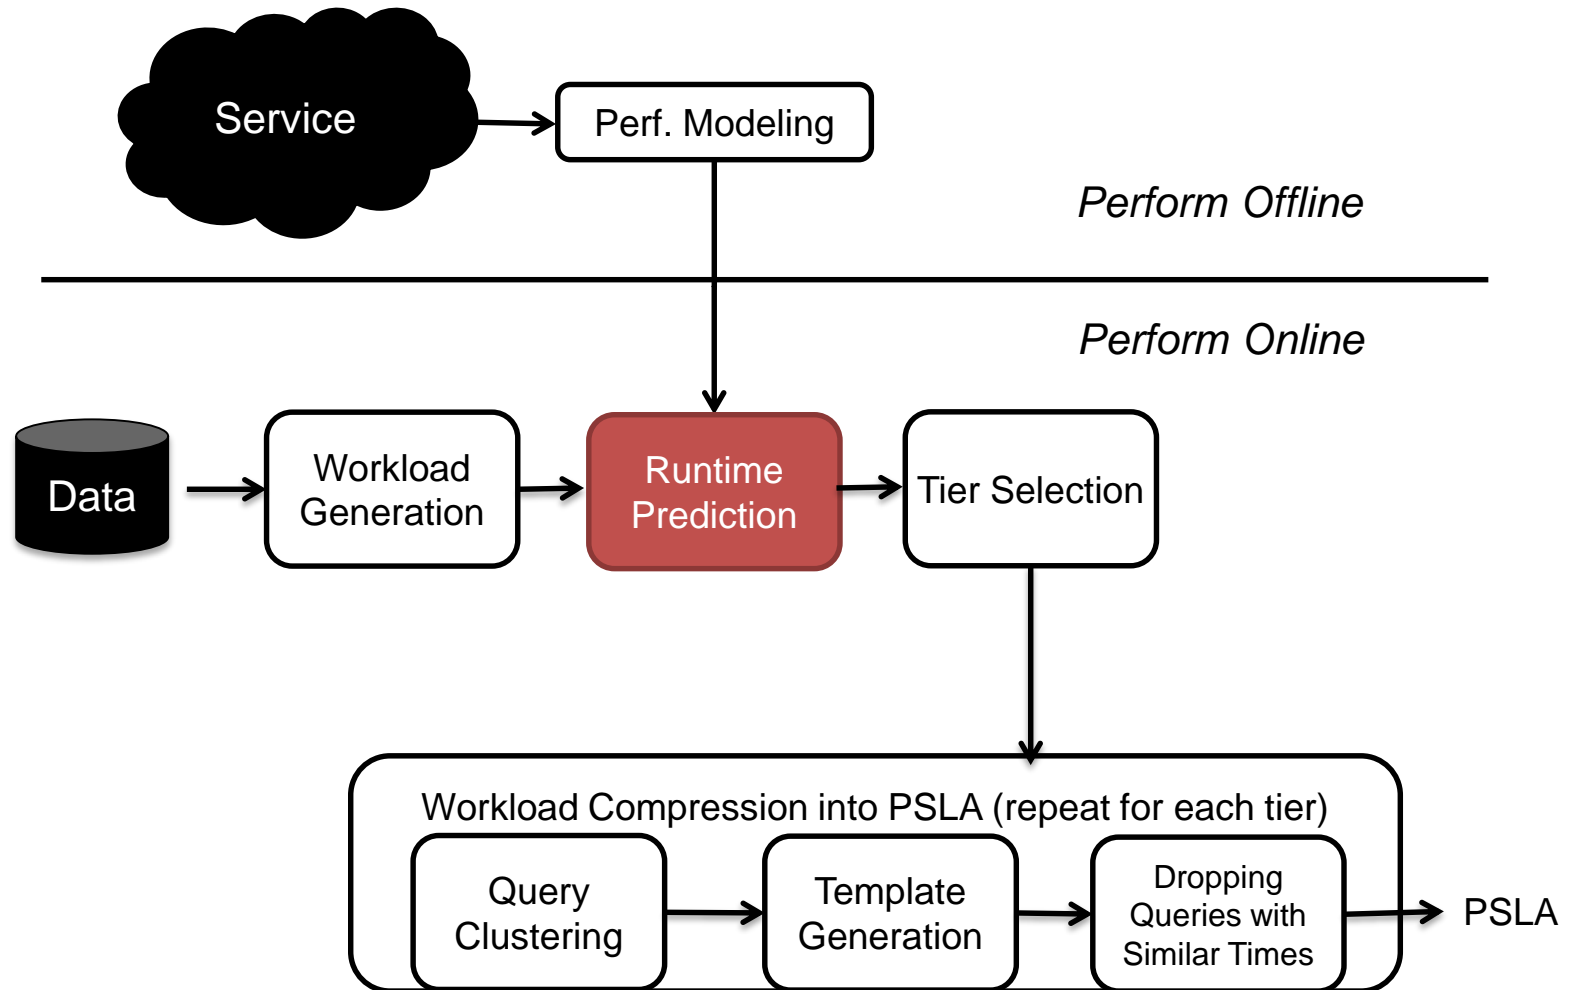 Service
Perf. Modeling
Perform Offline
Perform Online
Data
Workload
Generation
Runtime
Prediction
Tier Selection
Workload Compression into PSLA (repeat for each tier)
Query
Clustering
Template
Generation
Dropping
Queries with
Similar Times
PSLA